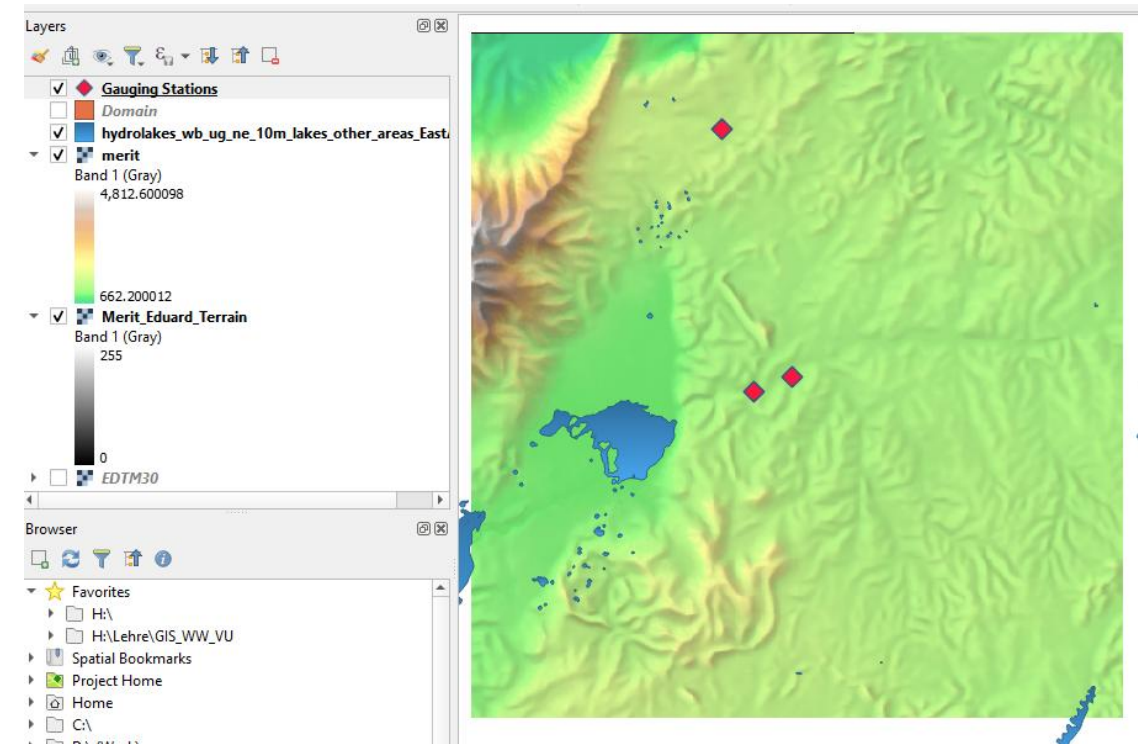 Layers
Gauging Stations
Domain
hydrolakes_wb_ug_ne_10m_lakes_other_areas_East
merit
Band 1 (Gray)
4,812.600098
662.200012
Merit_Eduard_Terrain
Band 1 (Gray)
255
0
EDTM30
Browser
Favorites
H:\
H:\Lehre\GIS_WW_VU
Spatial Bookmarks
Project Home
Home
C:\